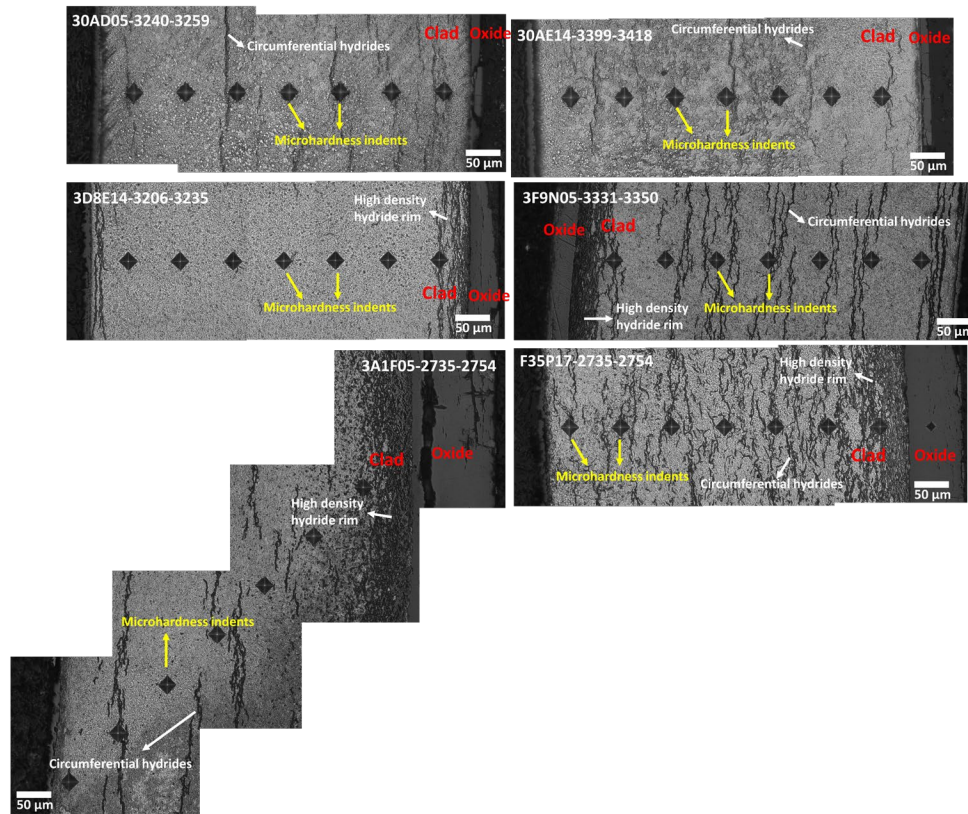 30AD05-3240-3259
Clad Oxide
Circumferential hydrides
Microhardness indents
50 µm
30AE14-3399-3418
Circumferential hydrides
Clad
Oxide
Microhardness indents
50 µm
3D8E14-3206-3235
High density
hydride rim
Microhardness indents
Clad
Oxide
50 µm
3F9N05-3331-3350
Circumferential hydrides
Oxide
Clad
High density
hydride rim
Microhardness indents
50 µm
3A1F05-2735-2754
Clad
Oxide
High density
hydride rim
Microhardness indents
Circumferential hydrides
50 µm
F35P17-2735-2754
High density
hydride rim
Microhardness indents
Circumferential hydrides
Clad
Oxide
50 µm